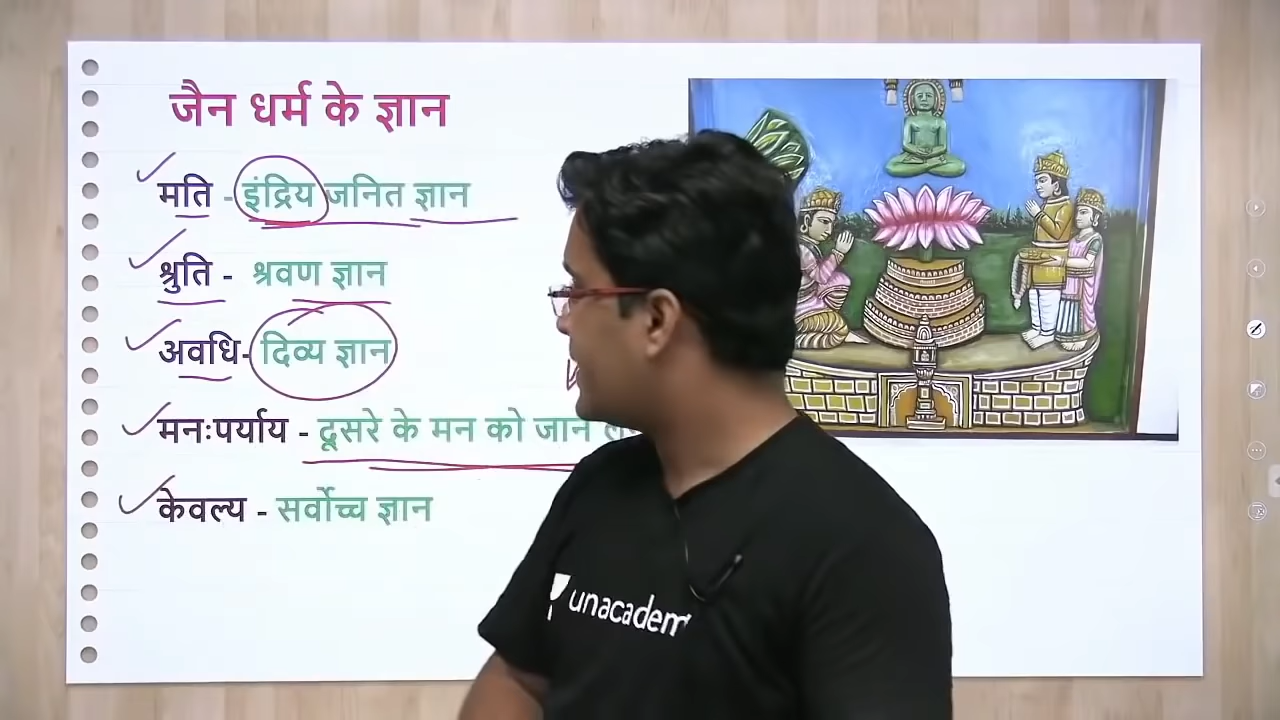 जैन धर्म के ज्ञान
मति - इंद्रिय जनित ज्ञान
श्रुति - श्रवण ज्ञान
अवधि- दिव्य ज्ञान
मनःपर्याय - दूसरे के मन को जान
केवल्य - सर्वोच्च ज्ञान
unacadem